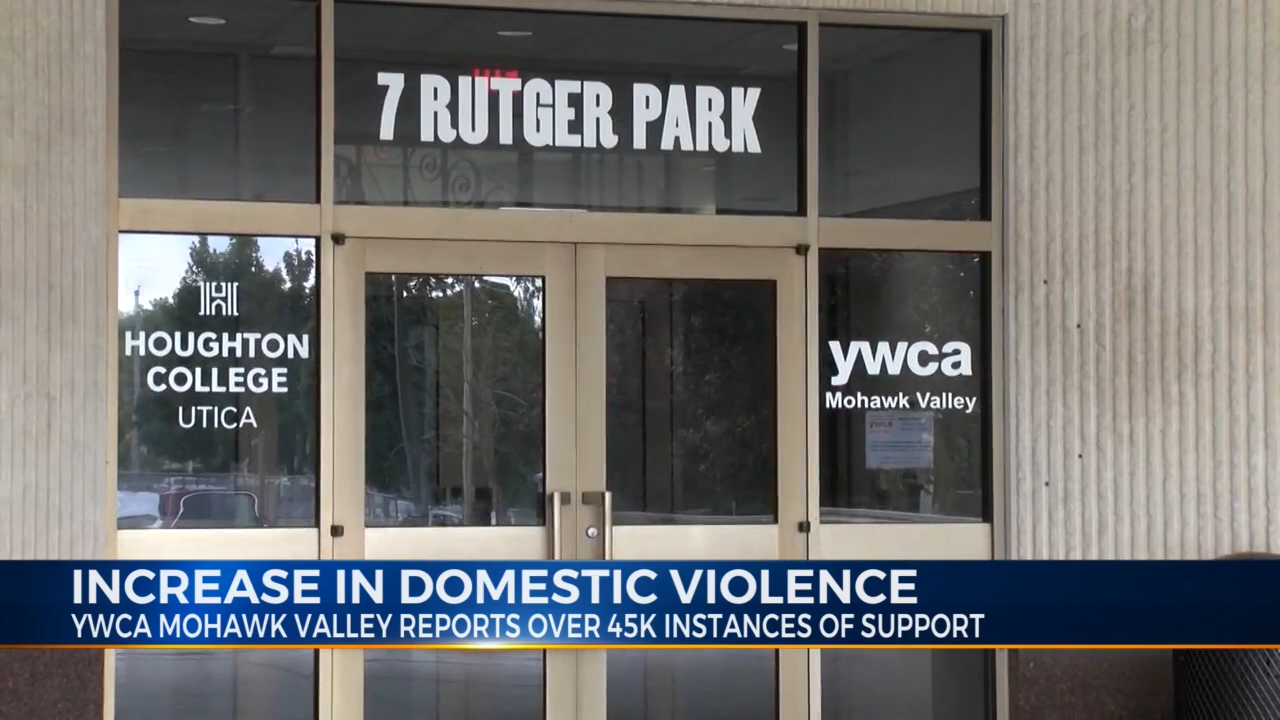 7 RUTGER PARK
HOUGHTON
COLLEGE
UTICA
ywca
Mohawk Valley
ywca
INCREASE IN DOMESTIC VIOLENCE
YWCA MOHAWK VALLEY REPORTS OVER 45K INSTANCES OF SUPPORT